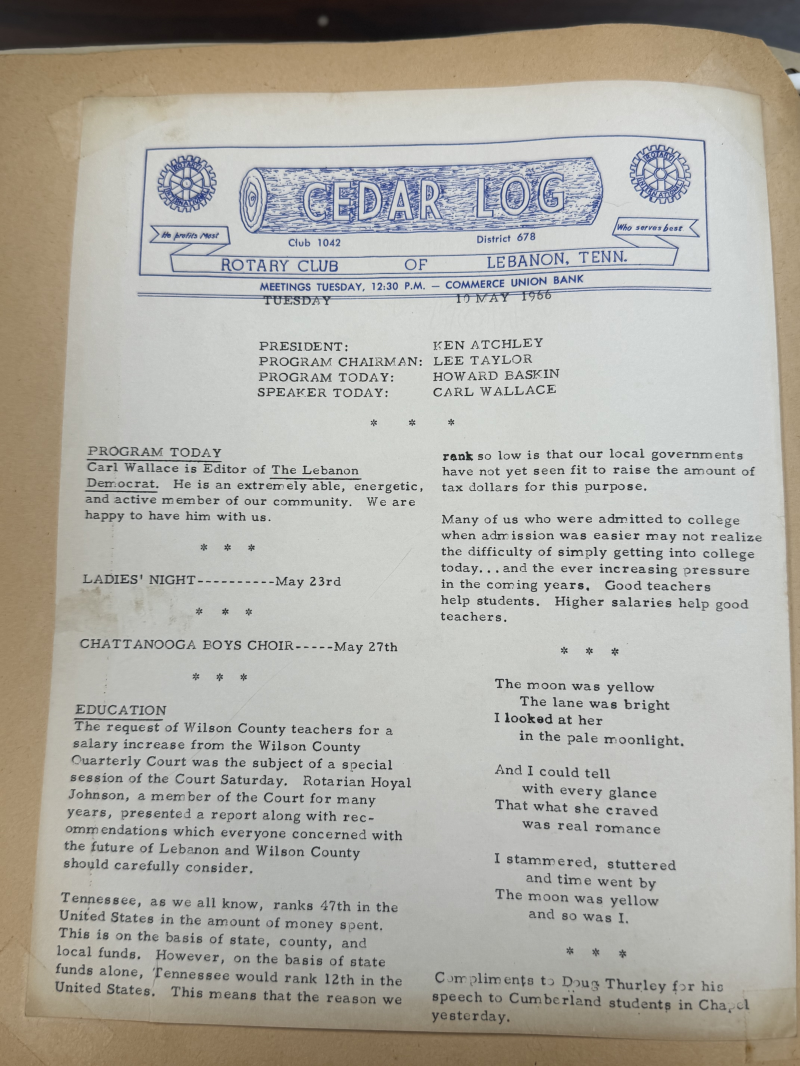 ROTARY
INTERNATIONAL
ROTARY
INTERNATIONAL
CEDAR LOG
He profits Most
Who serves best
Club 1042
District 678
ROTARY CLUB OF LEBANON, TENN.
MEETINGS TUESDAY, 12:30 P.M. — COMMERCE UNION BANK
TUESDAY 10 MAY 1966
PRESIDENT: KEN ATCHLEY
PROGRAM CHAIRMAN: LEE TAYLOR
PROGRAM TODAY: HOWARD BASKIN
SPEAKER TODAY: CARL WALLACE
* * *
PROGRAM TODAY
Carl Wallace is Editor of The Lebanon
Democrat. He is an extremely able, energetic,
and active member of our community. We are
happy to have him with us.
* * *
LADIES' NIGHT----------May 23rd
* * *
CHATTANOOGA BOYS CHOIR-----May 27th
* * *
EDUCATION
The request of Wilson County teachers for a
salary increase from the Wilson County
Quarterly Court was the subject of a special
session of the Court Saturday. Rotarian Hoyal
Johnson, a member of the Court for many
years, presented a report along with rec-
ommendations which everyone concerned with
the future of Lebanon and Wilson County
should carefully consider.
Tennessee, as we all know, ranks 47th in the
United States in the amount of money spent.
This is on the basis of state, county, and
local funds. However, on the basis of state
funds alone, Tennessee would rank 12th in the
United States. This means that the reason we
rank so low is that our local governments
have not yet seen fit to raise the amount of
tax dollars for this purpose.
Many of us who were admitted to college
when admission was easier may not realize
the difficulty of simply getting into college
today...and the ever increasing pressure
in the coming years. Good teachers
help students. Higher salaries help good
teachers.
* * *
The moon was yellow
The lane was bright
I looked at her
in the pale moonlight.
And I could tell
with every glance
That what she craved
was real romance
I stammered, stuttered
and time went by
The moon was yellow
and so was I.
* * *
Compliments to Doug Thurley for his
speech to Cumberland students in Chapel
yesterday.